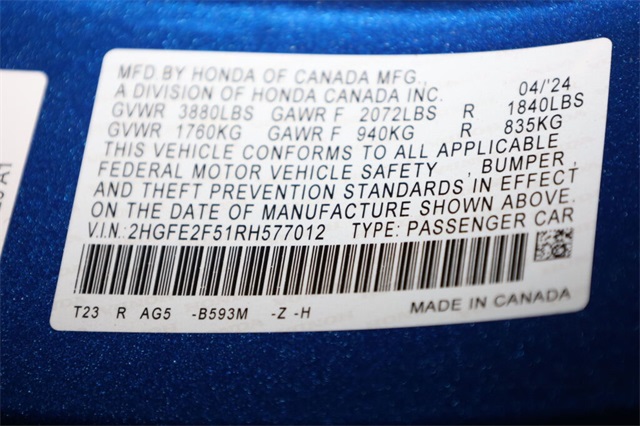 MFD BY HONDA OF CANADA MFG.,
A DIVISION OF HONDA CANADA INC. 04/'24
GVWR 3880LBS GAWR F 2072LBS R 1840LBS
GVWR 1760KG GAWR F 940KG R 835KG
THIS VEHICLE CONFORMS TO ALL APPLICABLE
FEDERAL MOTOR VEHICLE SAFETY , BUMPER,
AND THEFT PREVENTION STANDARDS IN EFFECT
ON THE DATE OF MANUFACTURE SHOWN ABOVE.
V.I.N.: 2HGFE2F51RH577012 TYPE: PASSENGER CAR
T23 R AG5 -B593M -Z -H MADE IN CANADA